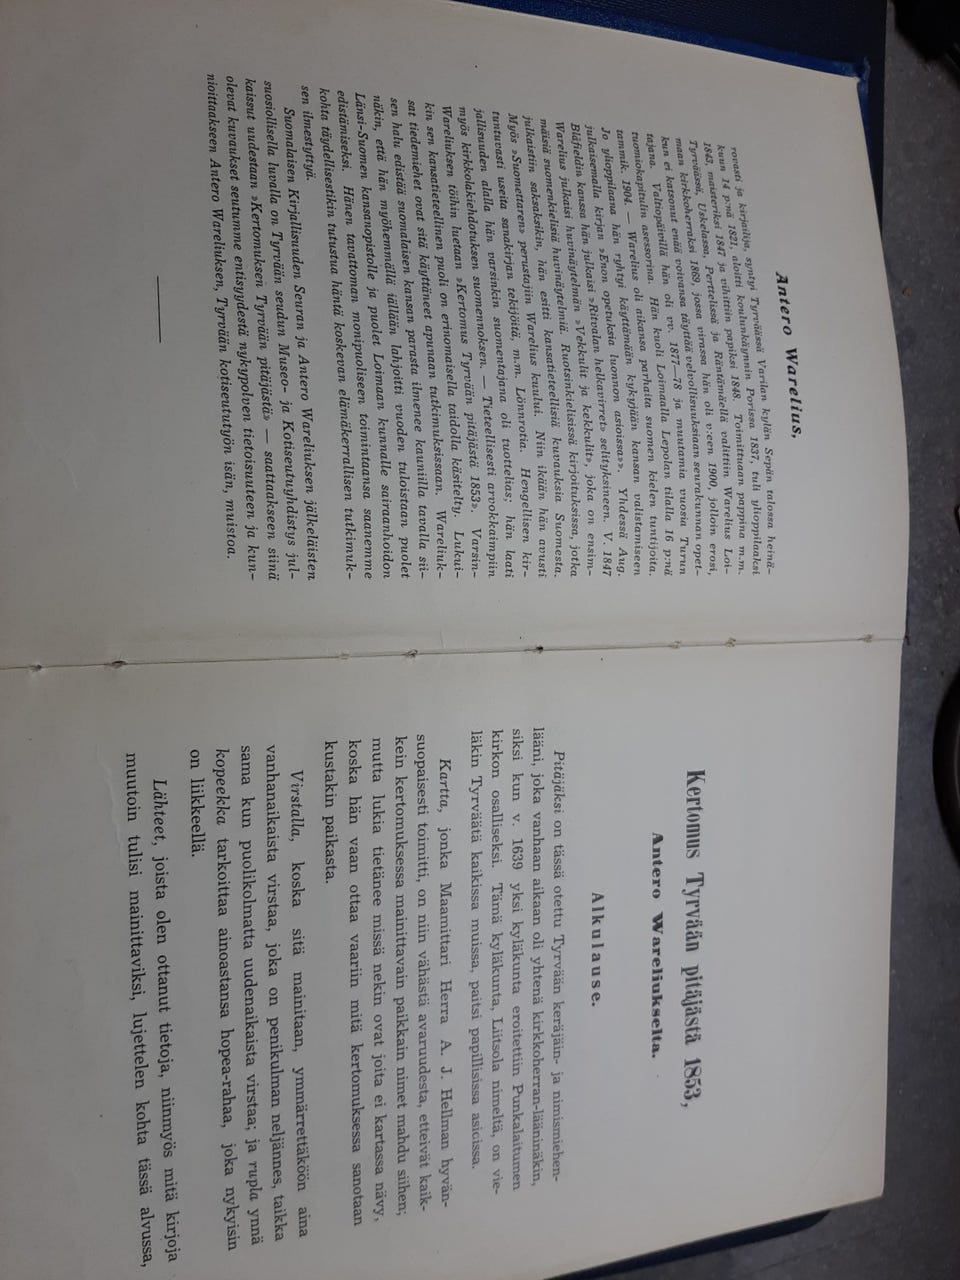 Antero Warelius,
rovasti ja kirjailija, syntyi Tyrväässä Varilan kylän Sepän talossa heinä-
kuun 14 p:nä 1821, aloitti koulunkäynnin Porissa 1837, tuli ylioppilaaksi
1843, maisteriksi 1847 ja vihittiin papiksi 1848. Toimittuaan pappina m.m.
Tyrväässä, Uskelassa, Perttelissä ja Räntämäellä valittiin Warelius Loi-
maan kirkkoherraksi 1869, jossa virassa hän oli v:een 1900, jolloin erosi,
kun ei katsonut enää voivansa täyttää velvollisuuksiaan seurakunnan opet-
tajana. Valtiopäivillä hän oli vv. 1877—78 ja muutamia vuosia Turun
tuomiokapitulin asessorina. Hän kuoli Loimaalla Lepolan tilalla 16 p:nä
tammik. 1904. — Warelius oli aikansa parhaita suomen kielen tuntijoita.
Jo ylioppilaana hän ryhtyi käyttämään kykyjään kansan valistamiseen
julkaisemalla kirjan »Enon opetuksia luonnon asioissa». Yhdessä Aug.
Blåfieldin kanssa hän julkaisi »Ritvalan helkavirret» selityksineen. V. 1847
Warelius julkaisi huvinäytelmän »Vekkulit ja kekkulit», joka on ensim-
mäisiä suomenkielisiä huvinäytelmiä. Ruotsinkielisissä kirjoituksissa, jotka
julkaistiin saksaksikin, hän esitti kansatieteellisiä kuvauksia Suomesta.
Myös »Suomettaren» perustajiin Warelius kuului. Niin ikään hän avusti
tuntuvasti useita sanakirjan tekijöitä, m.m. Lönnrotia. Hengellisen kir-
jallisuuden alalla hän varsinkin suomentajana oli tuottelias; hän laati
myös kirkkolakiehdotuksen suomennoksen. — Tieteellisesti arvokkaimpiin
Wareliuksen töihin luetaan »Kertomus Tyrvään pitäjästä 1853». Varsin-
kin sen kansatieteellinen puoli on erinomaisella taidolla käsitelty. Lukui-
sat tiedemiehet ovat sitä käyttäneet apunaan tutkimuksissaan. Wareliuk-
sen halu edistää suomalaisen kansan parasta ilmenee kauniilla tavalla sii-
näkin, että hän myöhemmällä iällään lahjoitti vuoden tuloistaan puolet
Länsi-Suomen kansanopistolle ja puolet Loimaan kunnalle sairaanhoidon
edistämiseksi. Hänen tavattoman monipuoliseen toimintaansa saanemme
kohta täydellisestikin tutustua häntä koskevan elämäkerrallisen tutkimuk-
sen ilmestyttyä.
Suomalaisen Kirjallisuuden Seuran ja Antero Wareliuksen jälkeläisten
suosiollisella luvalla on Tyrvään seudun Museo- ja Kotiseutuyhdistys jul-
kaissut uudestaan »Kertomuksen Tyrvään pitäjästä» — saattaakseen siinä
olevat kuvaukset seutumme entisyydestä nykypolven tietoisuuteen ja kun-
nioittaaksen Antero Wareliuksen, Tyrvään kotiseututyön isän, muistoa.
Kertomus Tyrvään pitäjästä 1853,
Antero Wareliukselta.
Alkulause.
Pitäjäksi on tässä otettu Tyrvään keräjäin- ja nimismiehen-
lääni, joka vanhaan aikaan oli yhtenä kirkkoherran-lääninäkin,
siksi kun v. 1639 yksi kyläkunta eroitettiin Punkalaitumen
kirkon osalliseksi. Tämä kyläkunta, Liitsola nimeltä, on vie-
läkin Tyrväätä kaikissa muissa, paitsi papillisissa asioissa.
Kartta, jonka Maamittari Herra A. J. Hellman hyvän-
suopaisesti toimitti, on niin vähästä avaruudesta, etteivät kaik-
kein kertomuksessa mainittavain paikkain nimet mahdu siihen;
mutta lukia tietänee missä nekin ovat joita ei kartassa nävy,
koska hän vaan ottaa vaariin mitä kertomuksessa sanotaan
kustakin paikasta.
Virstalla, koska sitä mainitaan, ymmärrettäköön aina
vanhanaikaista virstaa, joka on penikulman neljännes, taikka
sama kun puolikolmatta uudenaikaista virstaa; ja rupla ynnä
kopeekka tarkoittaa ainoastansa hopea-rahaa, joka nykyisin
on liikkeellä.
Lähteet, joista olen ottanut tietoja, niinmyös mitä kirjoja
muutoin tulisi mainittaviksi, lujettelen kohta tässä alvussa,